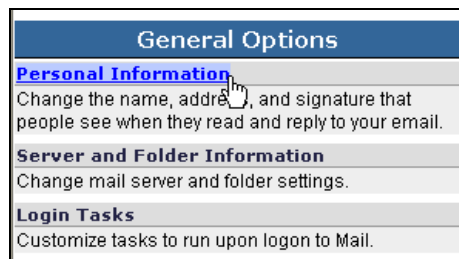 General Options
Personal Information
Change the name, address, and signature that
people see when they read and reply to your email.
Server and Folder Information
Change mail server and folder settings.
Login Tasks
Customize tasks to run upon logon to Mail.